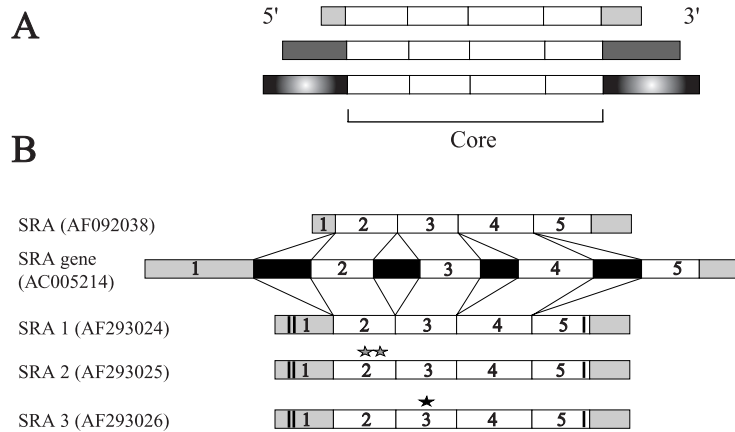 A
5' 3'
Core
B
SRA (AF092038) 1 2 3 4 5
SRA gene 1 2 3 4 5
(AC005214)
SRA 1 (AF293024) 1 2 3 4 5
SRA 2 (AF293025) 1 2 3 4 5
SRA 3 (AF293026) 1 2 3 4 5